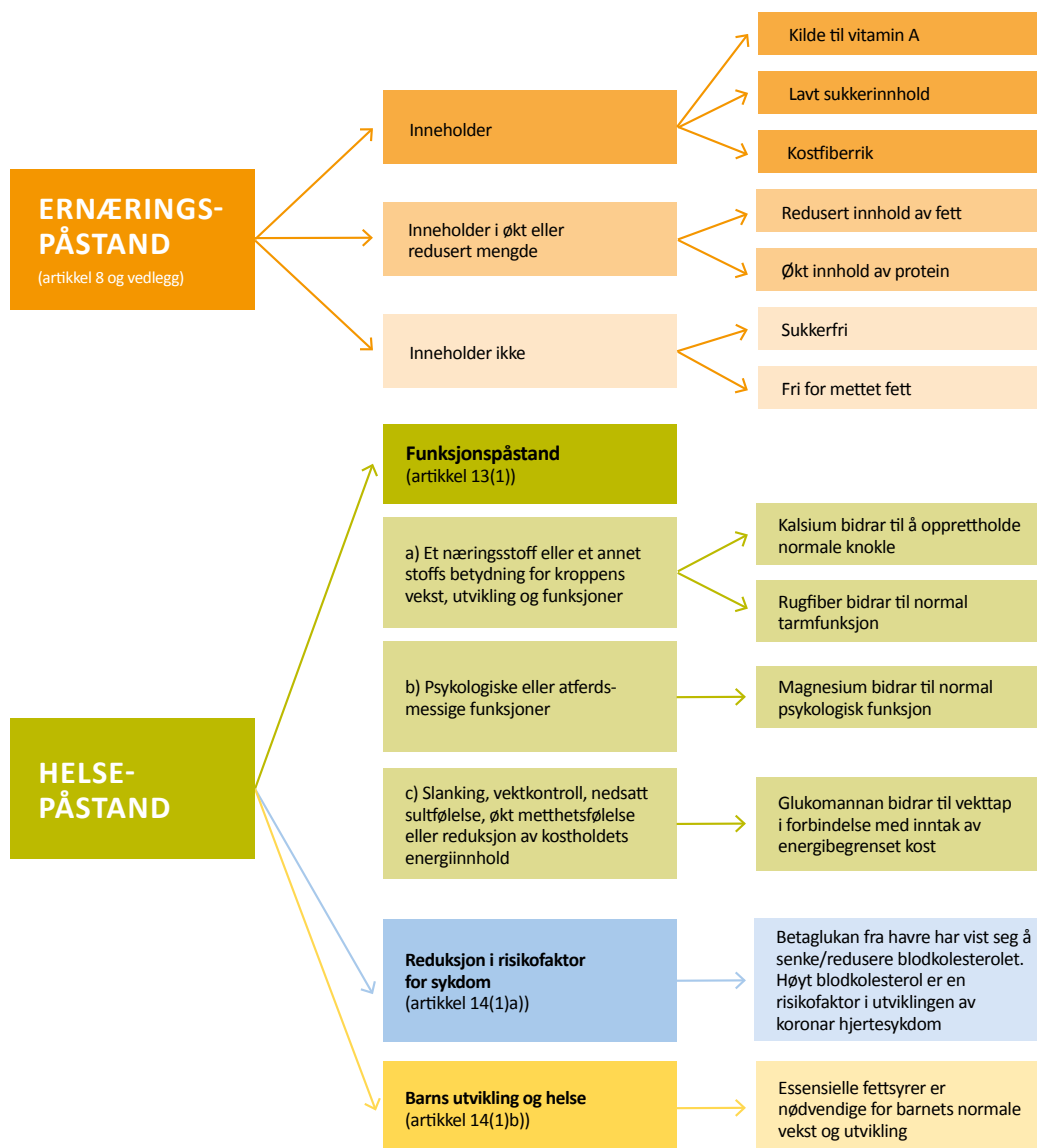 ERNÆRINGS-
PÅSTAND
(artikkel 8 og vedlegg)
Inneholder
Kilde til vitamin A
Lavt sukkerinnhold
Kostfiberrik
Inneholder i økt eller
redusert mengde
Redusert innhold av fett
Økt innhold av protein
Inneholder ikke
Sukkerfri
Fri for mettet fett
HELSE-
PÅSTAND
Funksjonspåstand
(artikkel 13(1))
a) Et næringsstoff eller et annet
stoffs betydning for kroppens
vekst, utvikling og funksjoner
Kalsium bidrar til å opprettholde
normale knokle
Rugfiber bidrar til normal
tarmfunksjon
b) Psykologiske eller atferds-
messige funksjoner
Magnesium bidrar til normal
psykologisk funksjon
c) Slanking, vektkontroll, nedsatt
sultfølelse, økt metthetsfølelse
eller reduksjon av kostholdets
energiinnhold
Glukomannan bidrar til vekttap
i forbindelse med inntak av
energibegrenset kost
Reduksjon i risikofaktor
for sykdom
(artikkel 14(1)a))
Betaglukan fra havre har vist seg å
senke/redusere blodkolesterolet.
Høyt blodkolesterol er en
risikofaktor i utviklingen av
koronar hjertesykdom
Barns utvikling og helse
(artikkel 14(1)b))
Essensielle fettsyrer er
nødvendige for barnets normale
vekst og utvikling